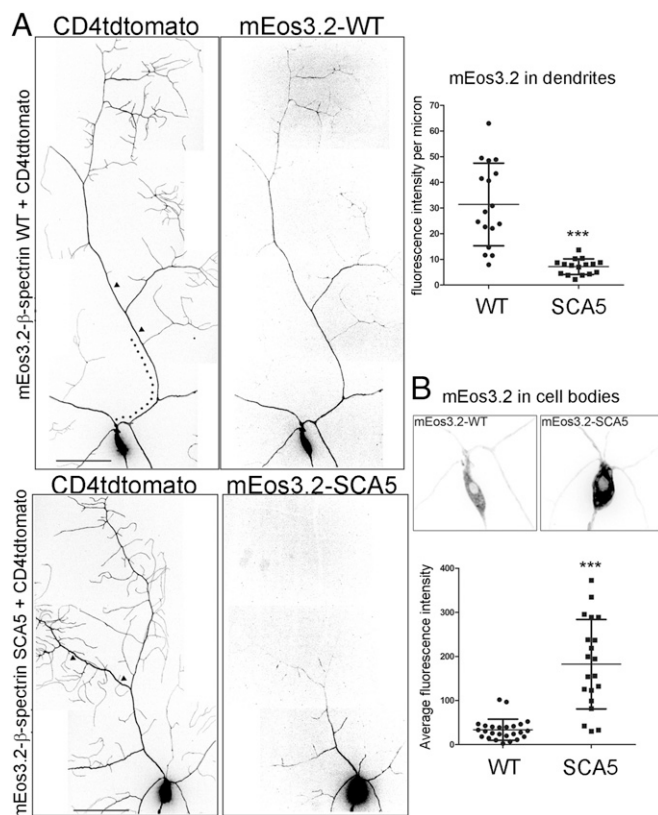 A
CD4tdtomato
mEos3.2-WT
mEos3.2-β-spectrin WT + CD4tdtomato
mEos3.2 in dendrites
fluorescence intensity per micron
70
60
50
40
30
20
10
0
***
WT
SCA5
CD4tdtomato
mEos3.2-SCA5
mEos3.2-β-spectrin SCA5 + CD4tdtomato
B
mEos3.2 in cell bodies
mEos3.2-WT
mEos3.2-SCA5
Average fluorescence intensity
400
300
200
100
0
***
WT
SCA5